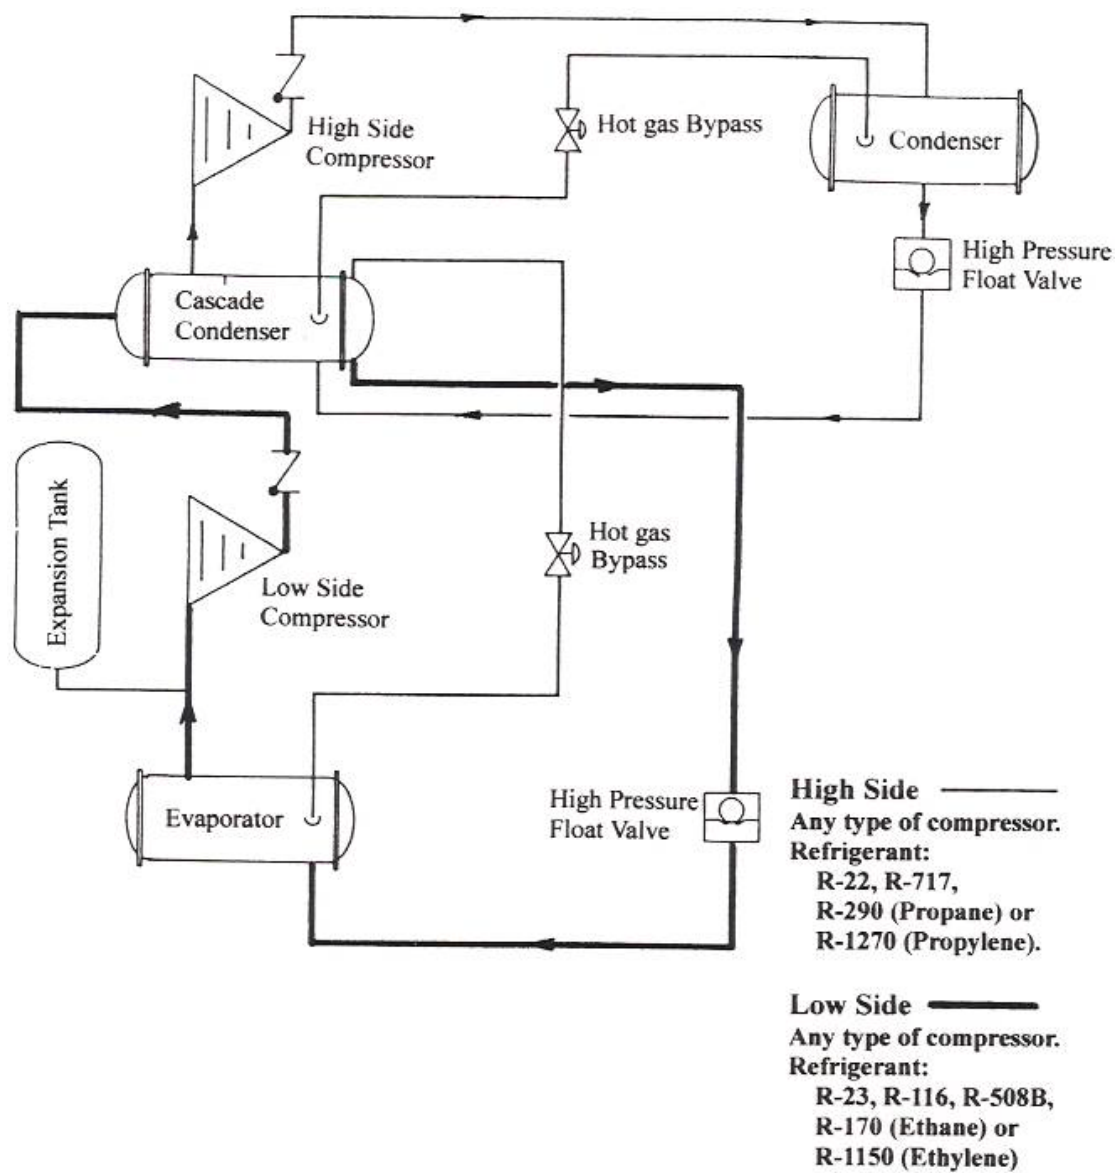 High Side
Compressor
Hot gas Bypass
Condenser
High Pressure
Float Valve
Cascade
Condenser
Expansion Tank
Low Side
Compressor
Hot gas
Bypass
Evaporator
High Pressure
Float Valve
High Side
Any type of compressor.
Refrigerant:
R-22, R-717,
R-290 (Propane) or
R-1270 (Propylene).
Low Side
Any type of compressor.
Refrigerant:
R-23, R-116, R-508B,
R-170 (Ethane) or
R-1150 (Ethylene)